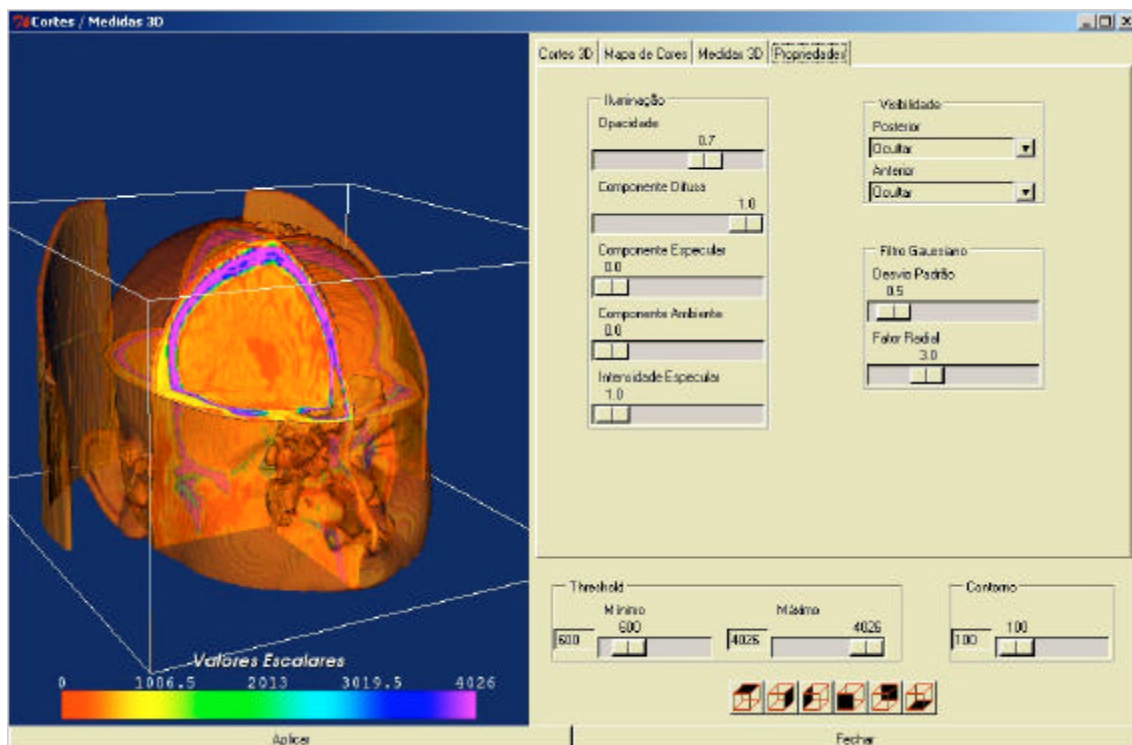 Cortes / Medidas 3D
Cortes 3D Mapa de Cores Medidas 3D Propriedades
Iluminação
Opacidade
0.7
Componente Difusa
1.0
Componente Especular
0.0
Componente Ambiente
0.0
Intensidade Especular
1.0
Visibilidade
Posterior
Ocultar
Anterior
Ocultar
Filtro Gaussiano
Desvio Padrão
0.5
Fator Radial
3.0
Valores Escalares
0 1006.5 2013 3019.5 4026
Threshold
Mínimo
600 600
Máximo
4026 4026
Contorno
100 100
Aplicar Fechar